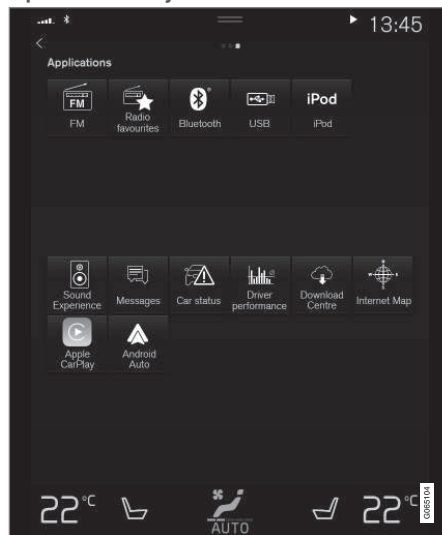 13:45
Applications
FM
iPod
FM
Radio
favourites
Bluetooth
USB
iPod
Sound
Experience
Messages
Car status
Driver
performance
Download
Centre
Internet Map
Apple
CarPlay
Android
Auto
22°C
22°C
AUTO
G065104